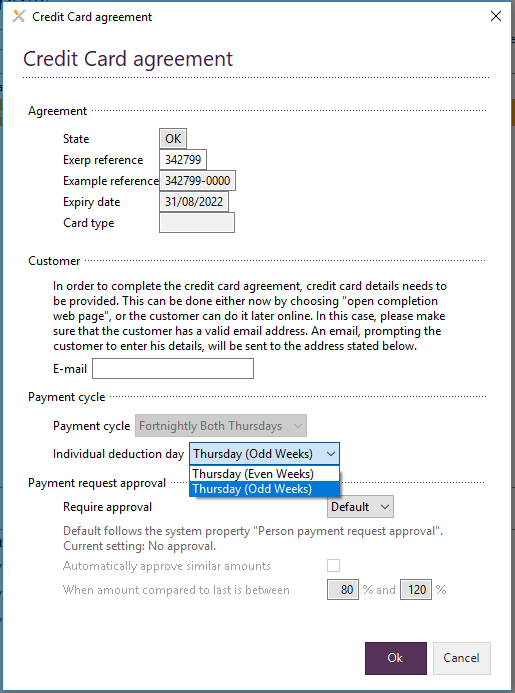 Credit Card agreement
Credit Card agreement
Agreement
State OK
Exerp reference 342799
Example reference 342799-0000
Expiry date 31/08/2022
Card type
Customer
In order to complete the credit card agreement, credit card details needs to
be provided. This can be done either now by choosing "open completion
web page", or the customer can do it later online. In this case, please make
sure that the customer has a valid email address. An email, prompting the
customer to enter his details, will be sent to the address stated below.
E-mail
Payment cycle
Payment cycle Fortnightly Both Thursdays
Individual deduction day Thursday (Odd Weeks)
Thursday (Even Weeks)
Thursday (Odd Weeks)
Payment request approval
Require approval Default
Default follows the system property "Person payment request approval".
Current setting: No approval.
Automatically approve similar amounts
When amount compared to last is between 80 % and 120 %
Ok Cancel